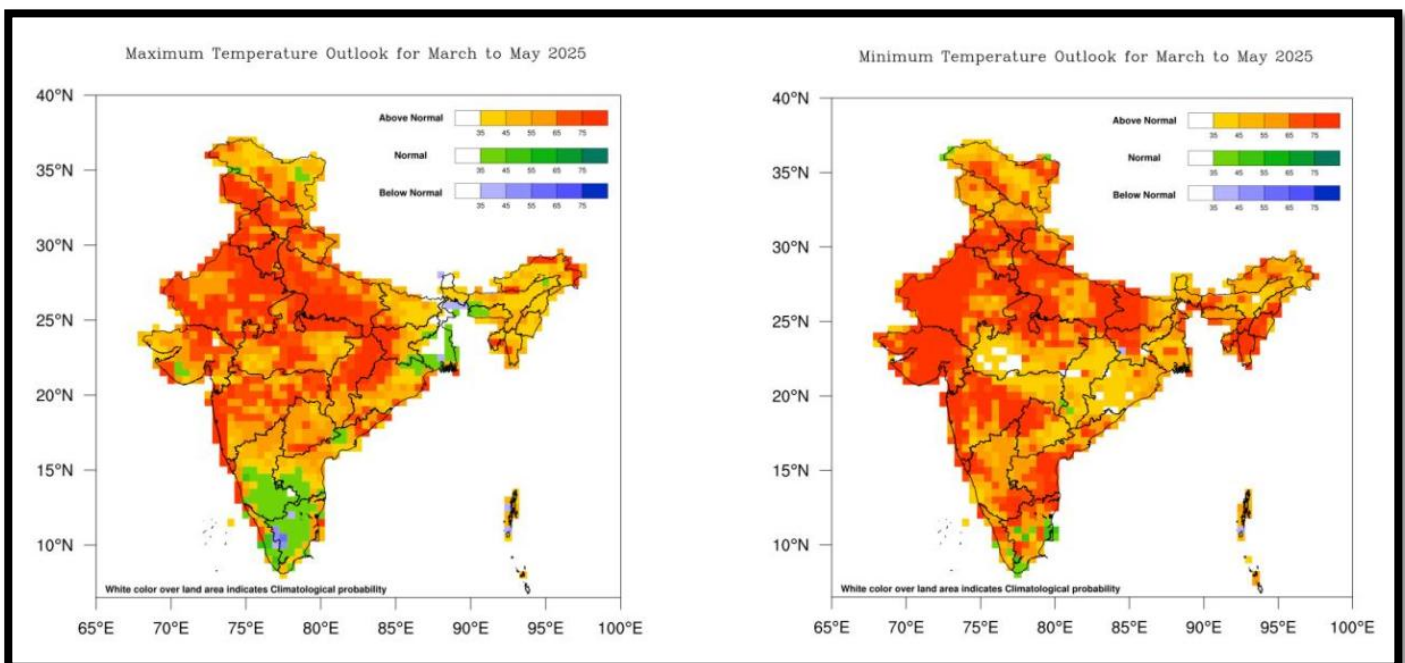 Maximum Temperature Outlook for March to May 2025
40°N
35°N
30°N
25°N
20°N
15°N
10°N
Above Normal
35 45 55 65 75
Normal
35 45 55 65 75
Below Normal
35 45 55 65 75
White color over land area indicates Climatological probability
65°E 70°E 75°E 80°E 85°E 90°E 95°E 100°E
Minimum Temperature Outlook for March to May 2025
40°N
35°N
30°N
25°N
20°N
15°N
10°N
Above Normal
35 45 55 65 75
Normal
35 45 55 65 75
Below Normal
35 45 55 65 75
White color over land area indicates Climatological probability
65°E 70°E 75°E 80°E 85°E 90°E 95°E 100°E